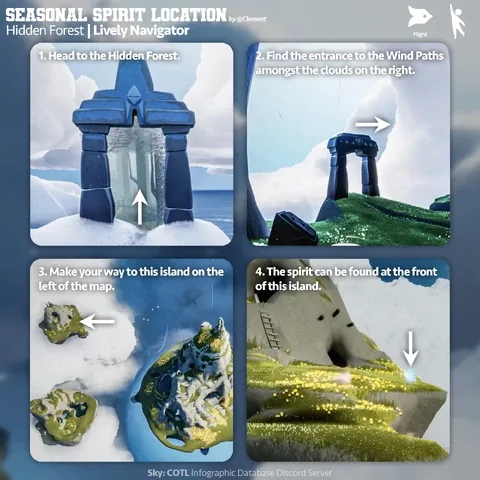 SEASONAL SPIRIT LOCATION by @Clement
Hidden Forest | Lively Navigator
Flight
1. Head to the Hidden Forest.
2. Find the entrance to the Wind Paths
amongst the clouds on the right.
3. Make your way to this island on the
left of the map.
4. The spirit can be found at the front
of this island.
Sky: COTL Infographic Database Discord Server